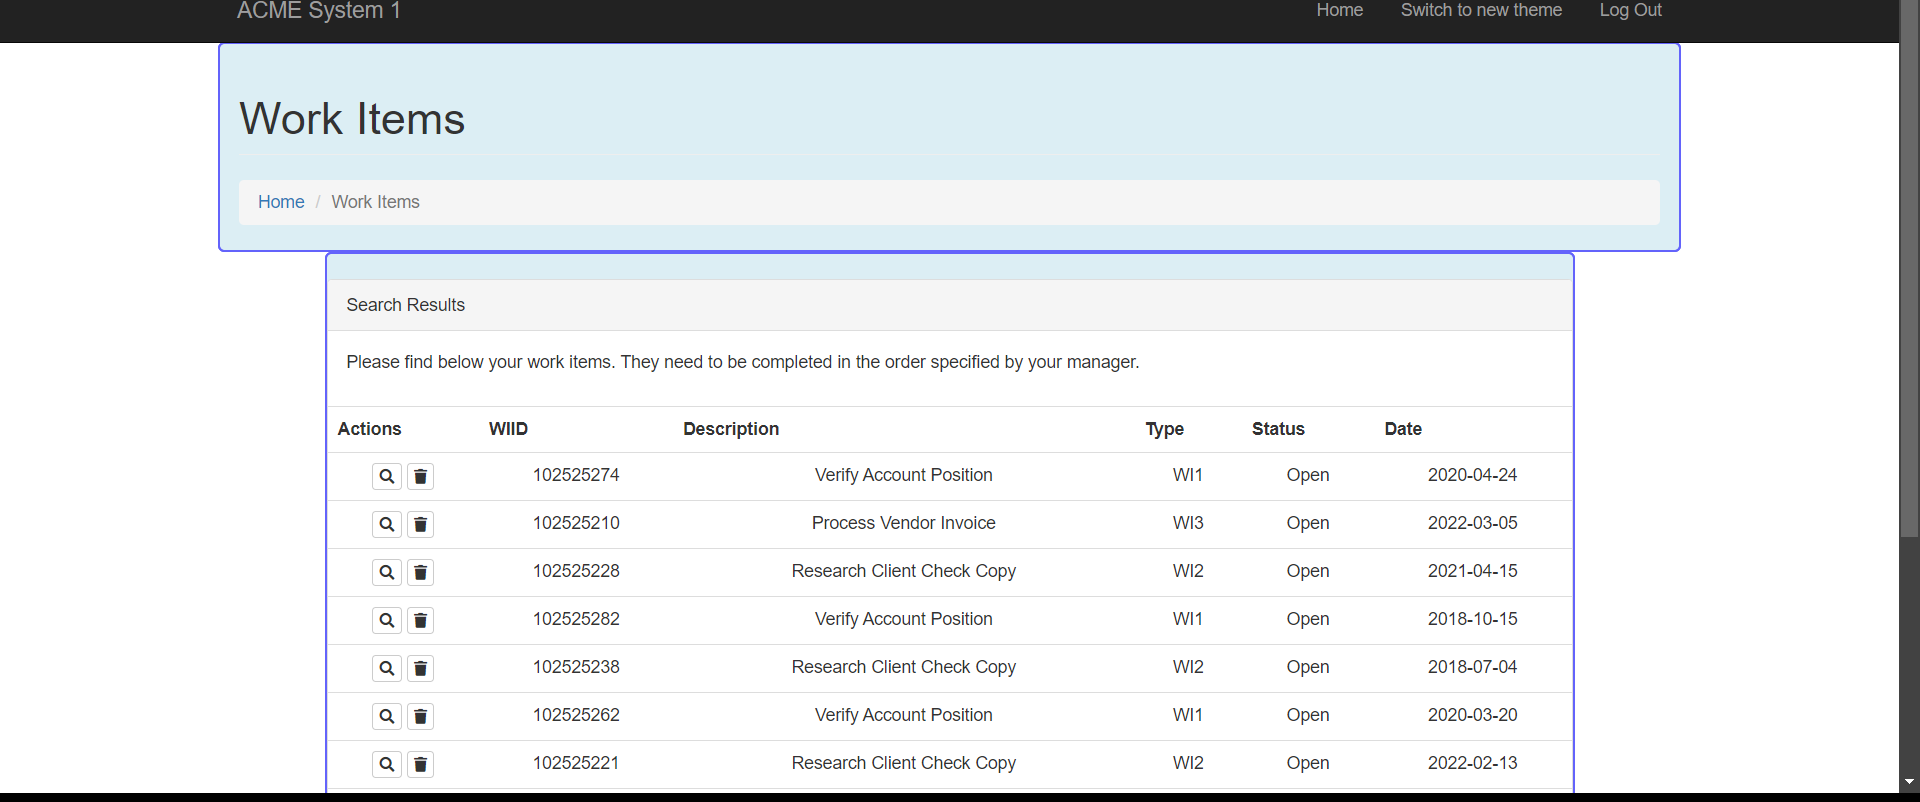 ACME System 1 Home Switch to new theme Log Out
Work Items
Home / Work Items
Search Results
Please find below your work items. They need to be completed in the order specified by your manager.
Actions WIID Description Type Status Date
102525274 Verify Account Position WI1 Open 2020-04-24
102525210 Process Vendor Invoice WI3 Open 2022-03-05
102525228 Research Client Check Copy WI2 Open 2021-04-15
102525282 Verify Account Position WI1 Open 2018-10-15
102525238 Research Client Check Copy WI2 Open 2018-07-04
102525262 Verify Account Position WI1 Open 2020-03-20
102525221 Research Client Check Copy WI2 Open 2022-02-13